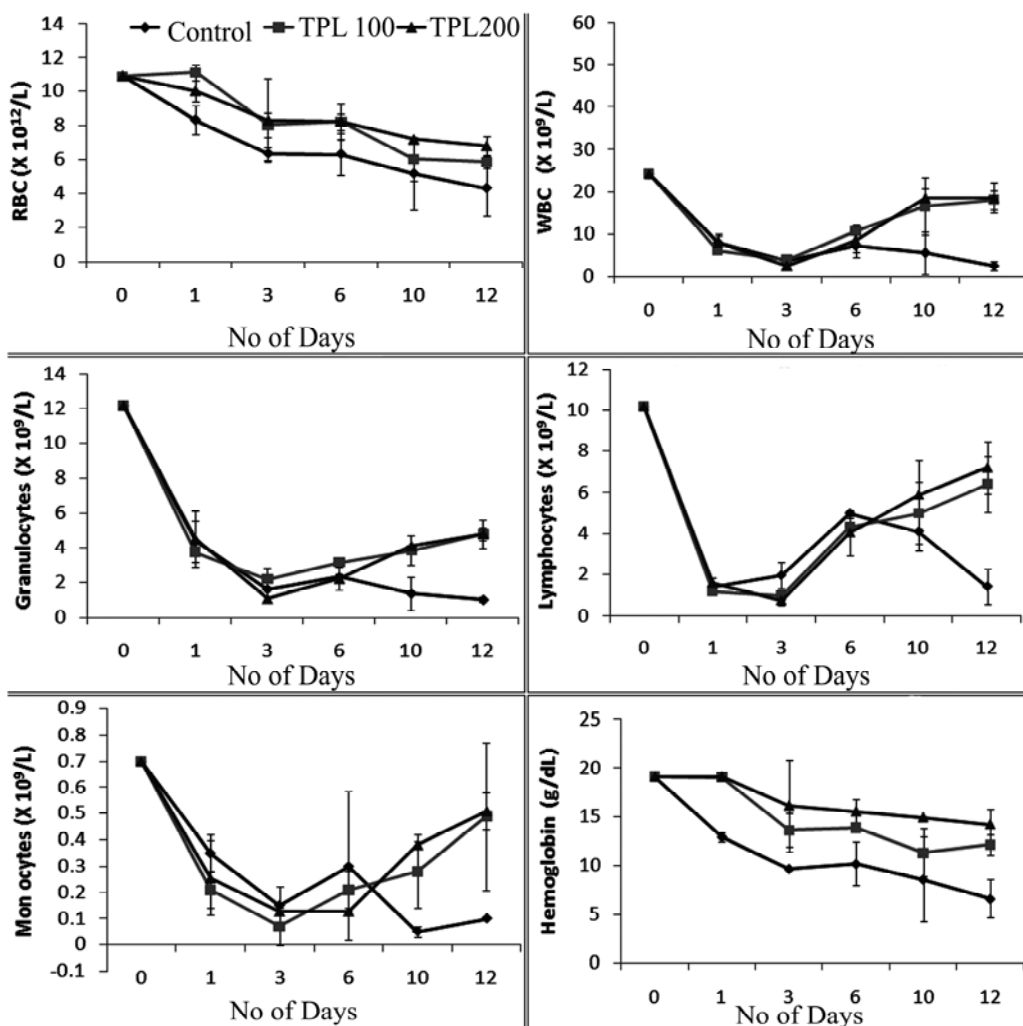 Control TPL 100 TPL200
RBC (X 10¹²/L)
14
12
10
8
6
4
2
0
0 1 3 6 10 12
No of Days
WBC (X 10⁹/L)
60
50
40
30
20
10
0
0 1 3 6 10 12
No of Days
Granulocytes (X 10⁹/L)
14
12
10
8
6
4
2
0
0 1 3 6 10 12
No of Days
Lymphocytes (X 10⁹/L)
12
10
8
6
4
2
0
0 1 3 6 10 12
No of Days
Mon ocytes (X 10⁹/L)
0.9
0.8
0.7
0.6
0.5
0.4
0.3
0.2
0.1
0
-0.1
0 1 3 6 10 12
No of Days
Hemoglobin (g/dL)
25
20
15
10
5
0
0 1 3 6 10 12
No of Days